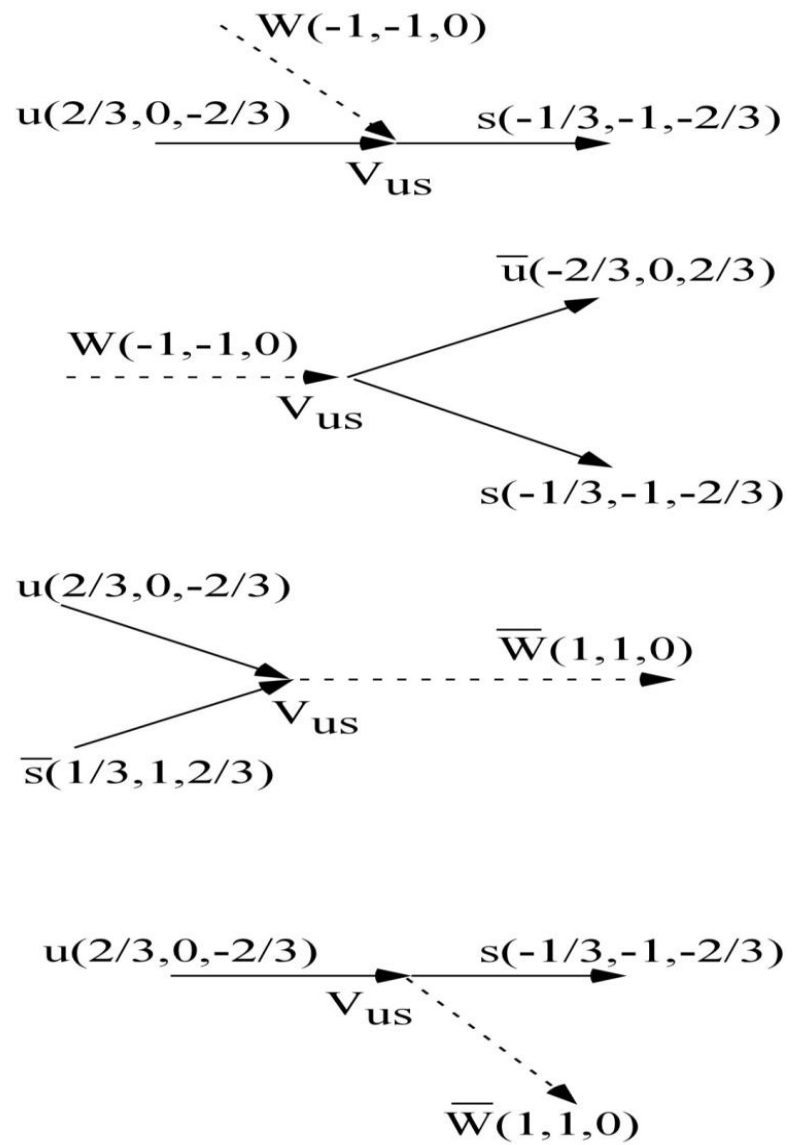 W(-1,-1,0)
u(2/3,0,-2/3) s(-1/3,-1,-2/3)
V_us
u̅(-2/3,0,2/3)
W(-1,-1,0)
V_us
s(-1/3,-1,-2/3)
u(2/3,0,-2/3)
W̅(1,1,0)
V_us
s̅(1/3,1,2/3)
u(2/3,0,-2/3) s(-1/3,-1,-2/3)
V_us
W̅(1,1,0)